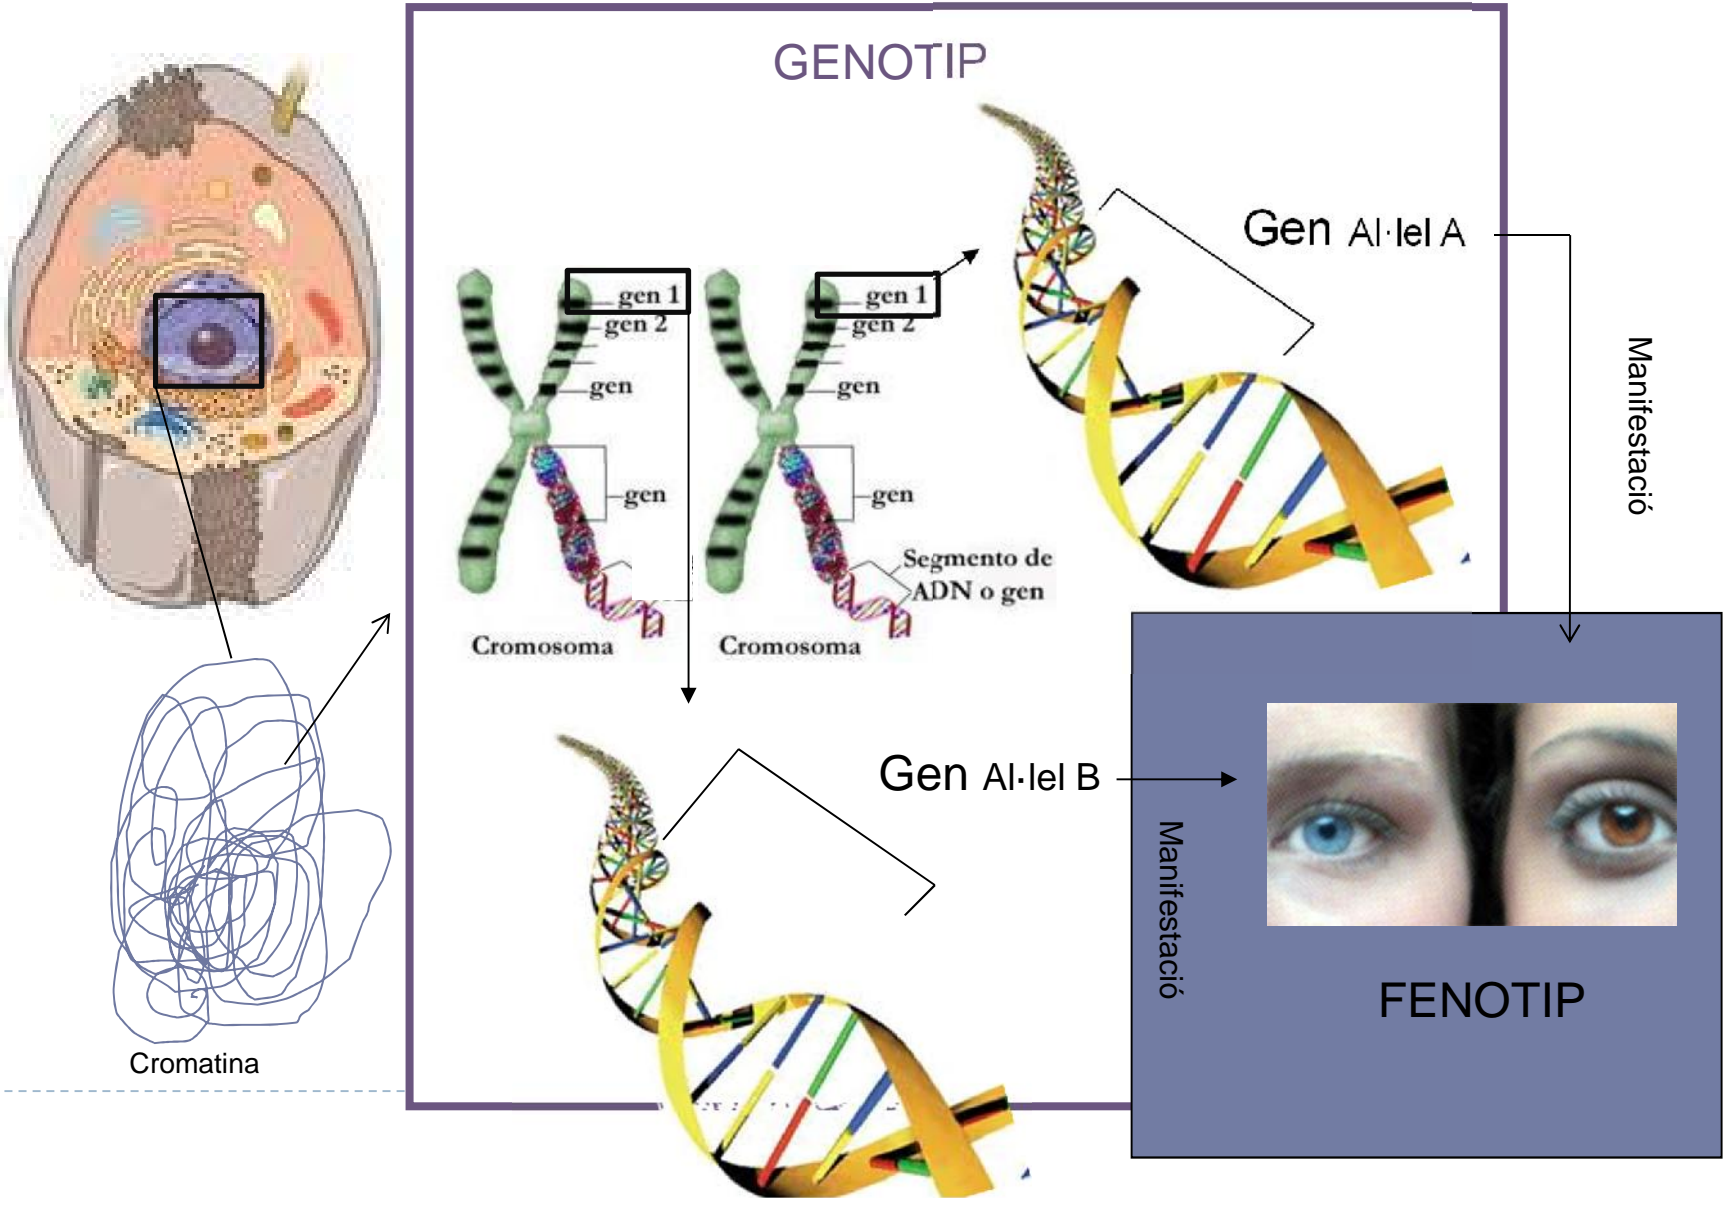 GENOTIP
Gen Al·lel A
gen 1
gen 2
gen
gen
Cromosoma
gen 1
gen 2
gen
gen
Segmento de
ADN o gen
Cromosoma
Manifestació
Gen Al·lel B
Manifestació
FENOTIP
Cromatina